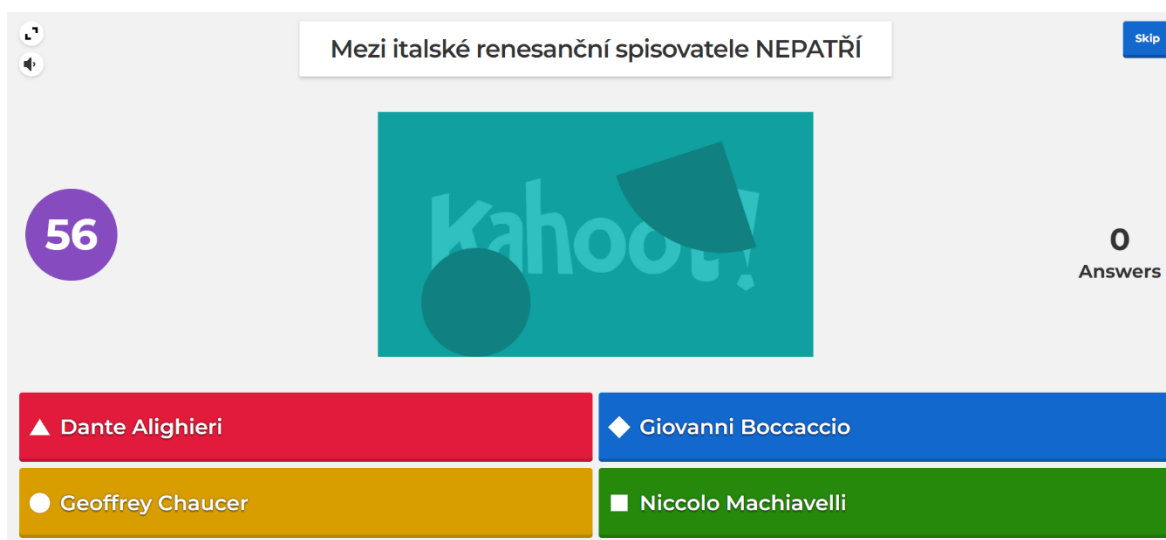 Mezi italské renesanční spisovatele NEPATŘÍ
Skip
Kahoot!
56
0
Answers
Dante Alighieri
Giovanni Boccaccio
Geoffrey Chaucer
Niccolo Machiavelli